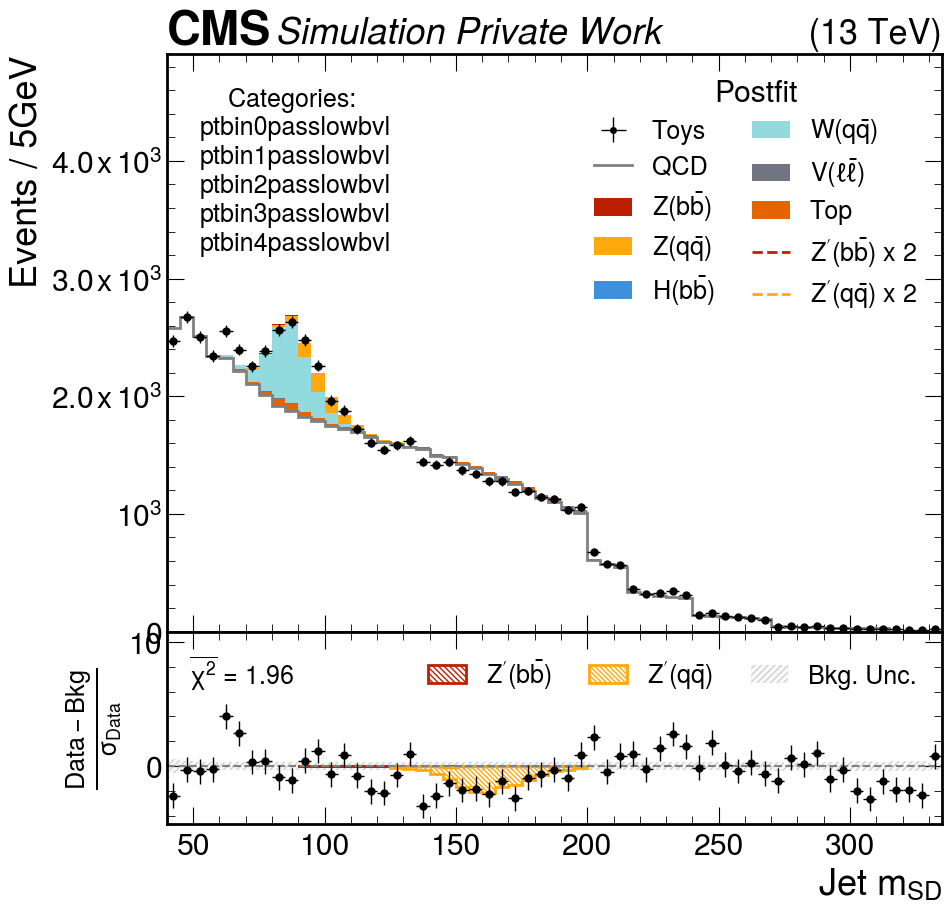 CMS Simulation Private Work (13 TeV)
Events / 5GeV
Categories:
ptbin0passlowbvl
ptbin1passlowbvl
ptbin2passlowbvl
ptbin3passlowbvl
ptbin4passlowbvl
Postfit
Toys
QCD
Z(bb̄)
Z(qq̄)
H(bb̄)
W(qq̄)
V(ℓℓ̄)
Top
Z′(bb̄) x 2
Z′(qq̄) x 2
4.0 x 10³
3.0 x 10³
2.0 x 10³
10³
0
10
0
Data – Bkg
σData
χ² = 1.96
Z′(bb̄)
Z′(qq̄)
Bkg. Unc.
50 100 150 200 250 300
Jet mSD